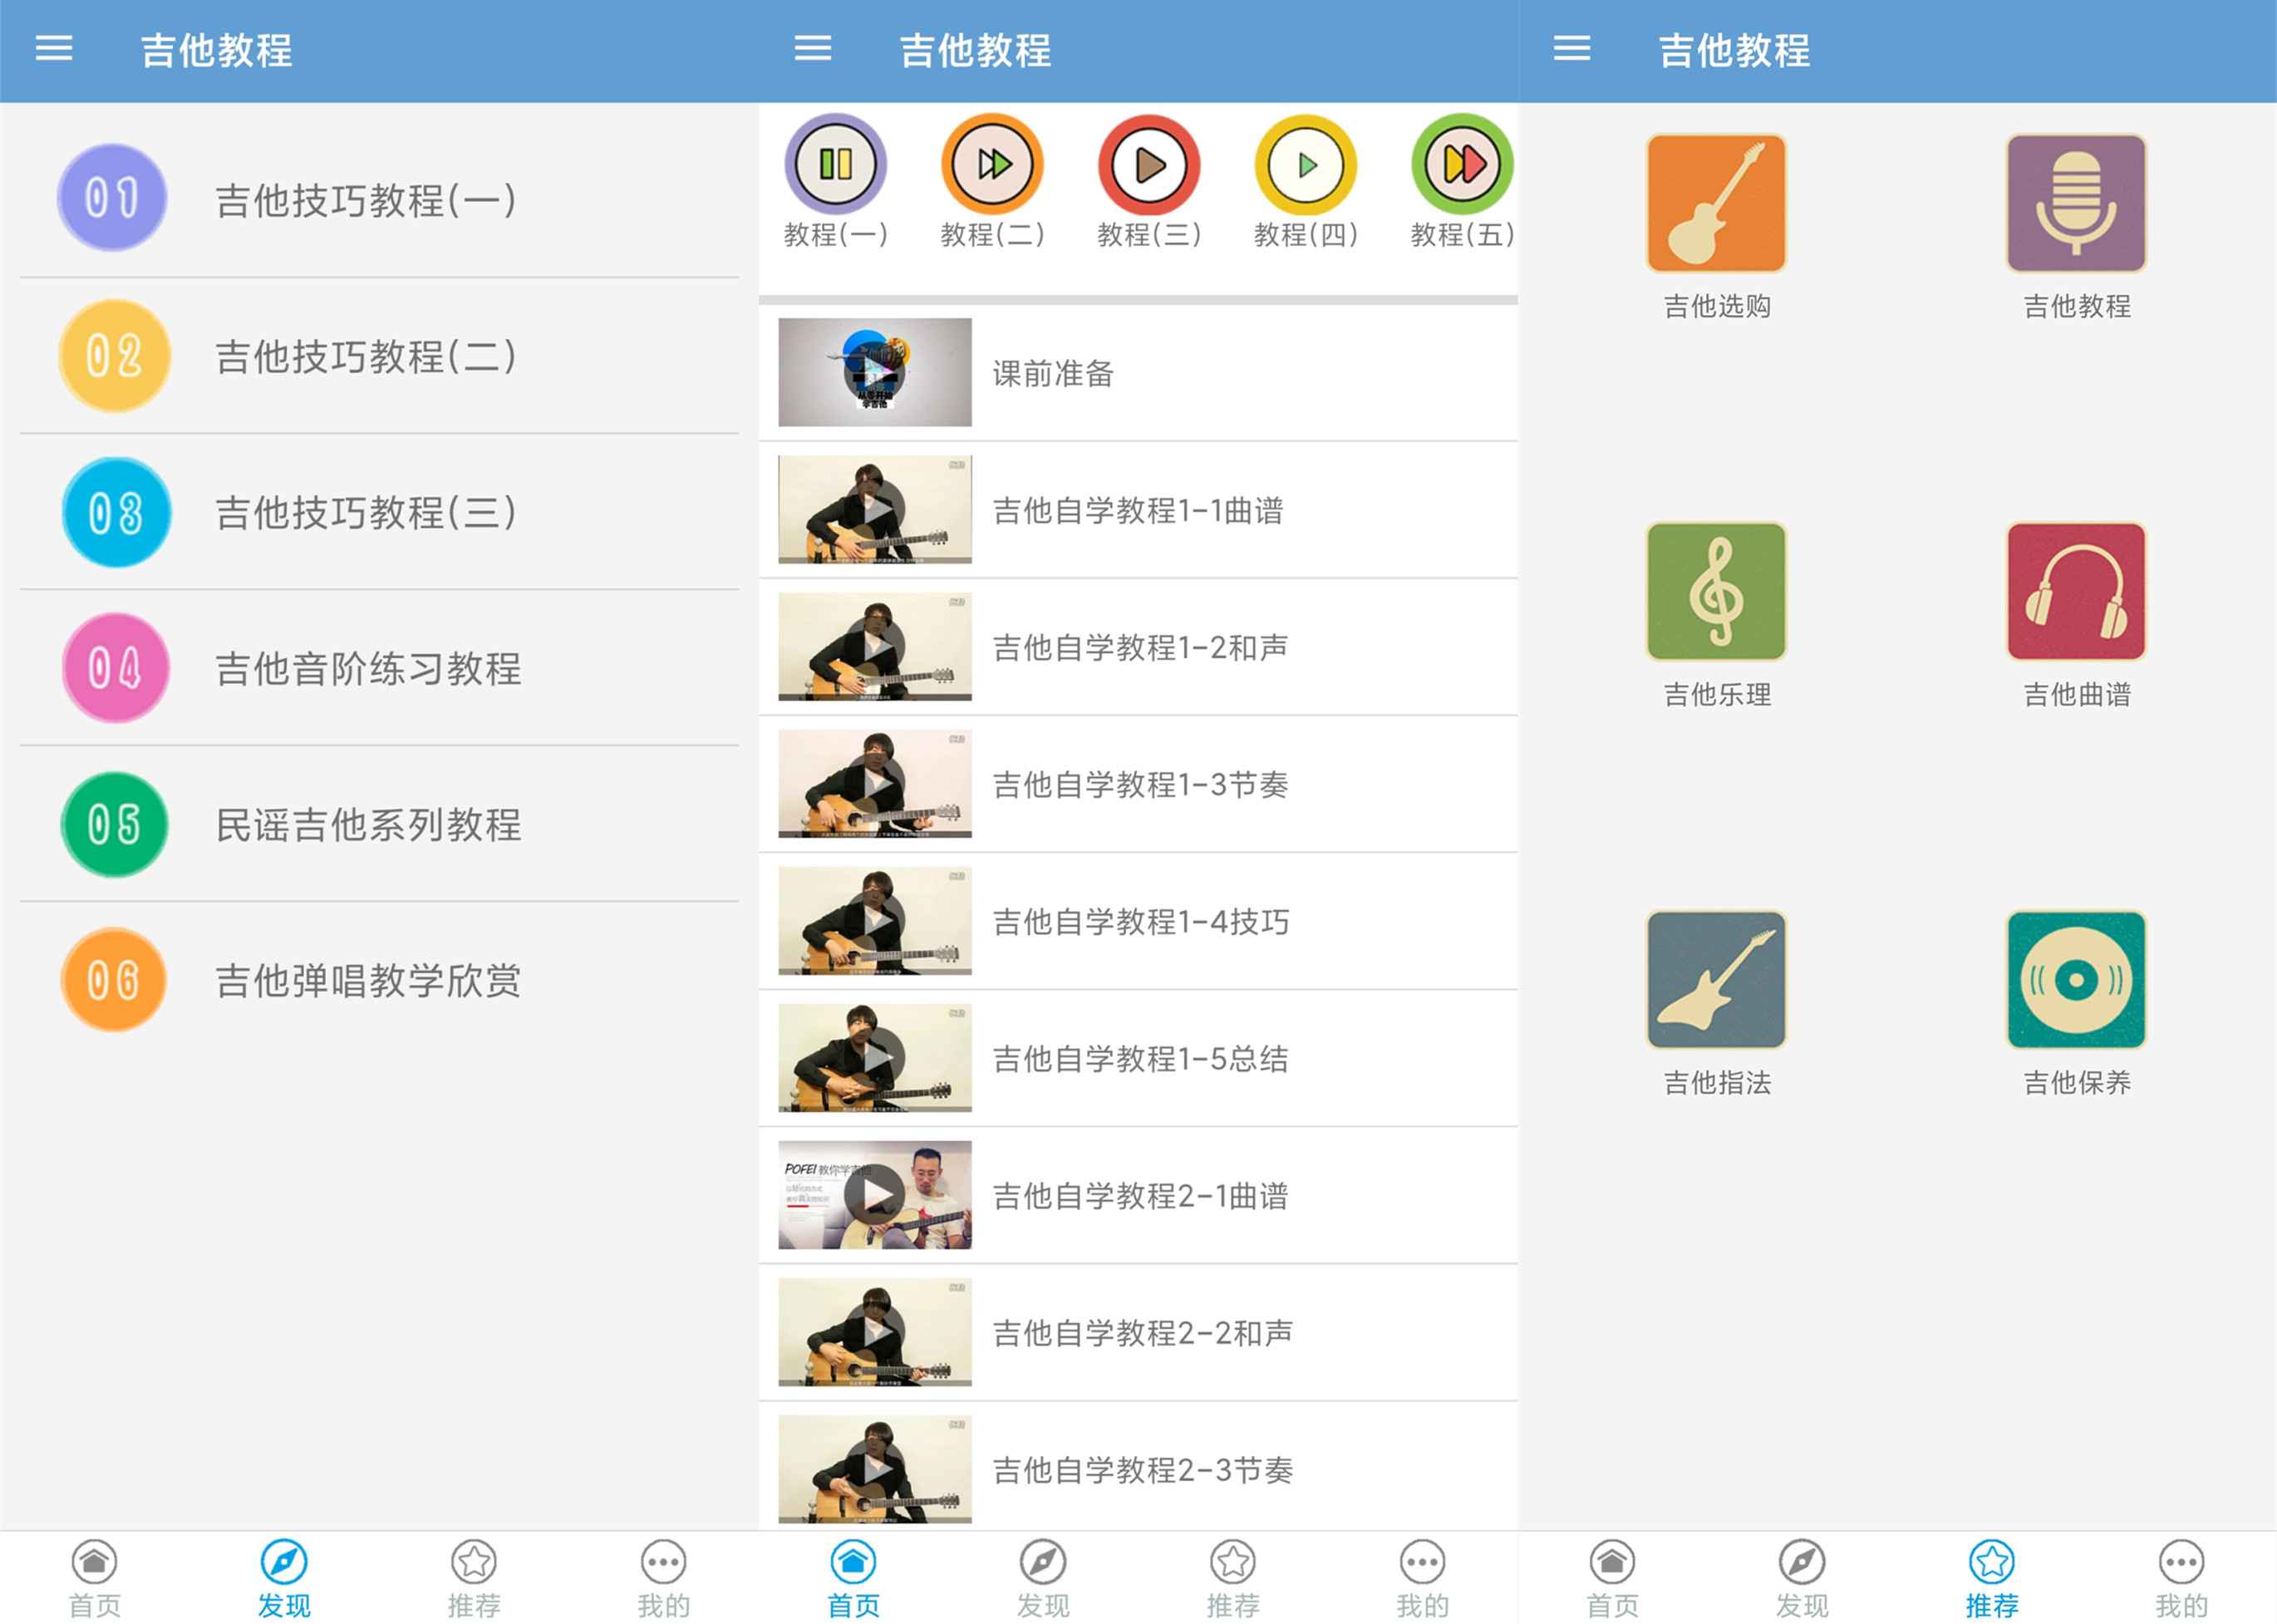 吉他教程
01
吉他技巧教程(一)
02
吉他技巧教程(二)
03
吉他技巧教程(三)
04
吉他音阶练习教程
05
民谣吉他系列教程
06
吉他弹唱教学欣赏
首页
发现
推荐
我的
吉他教程
教程(一)
教程(二)
教程(三)
教程(四)
教程(五)
从零开始
学吉他
课前准备
吉他自学教程1-1曲谱
吉他自学教程1-2和声
吉他自学教程1-3节奏
吉他自学教程1-4技巧
吉他自学教程1-5总结
POFEI 教你学吉他
吉他自学教程2-1曲谱
吉他自学教程2-2和声
吉他自学教程2-3节奏
首页
发现
推荐
我的
吉他教程
吉他选购
吉他教程
吉他乐理
吉他曲谱
吉他指法
吉他保养
首页
发现
推荐
我的